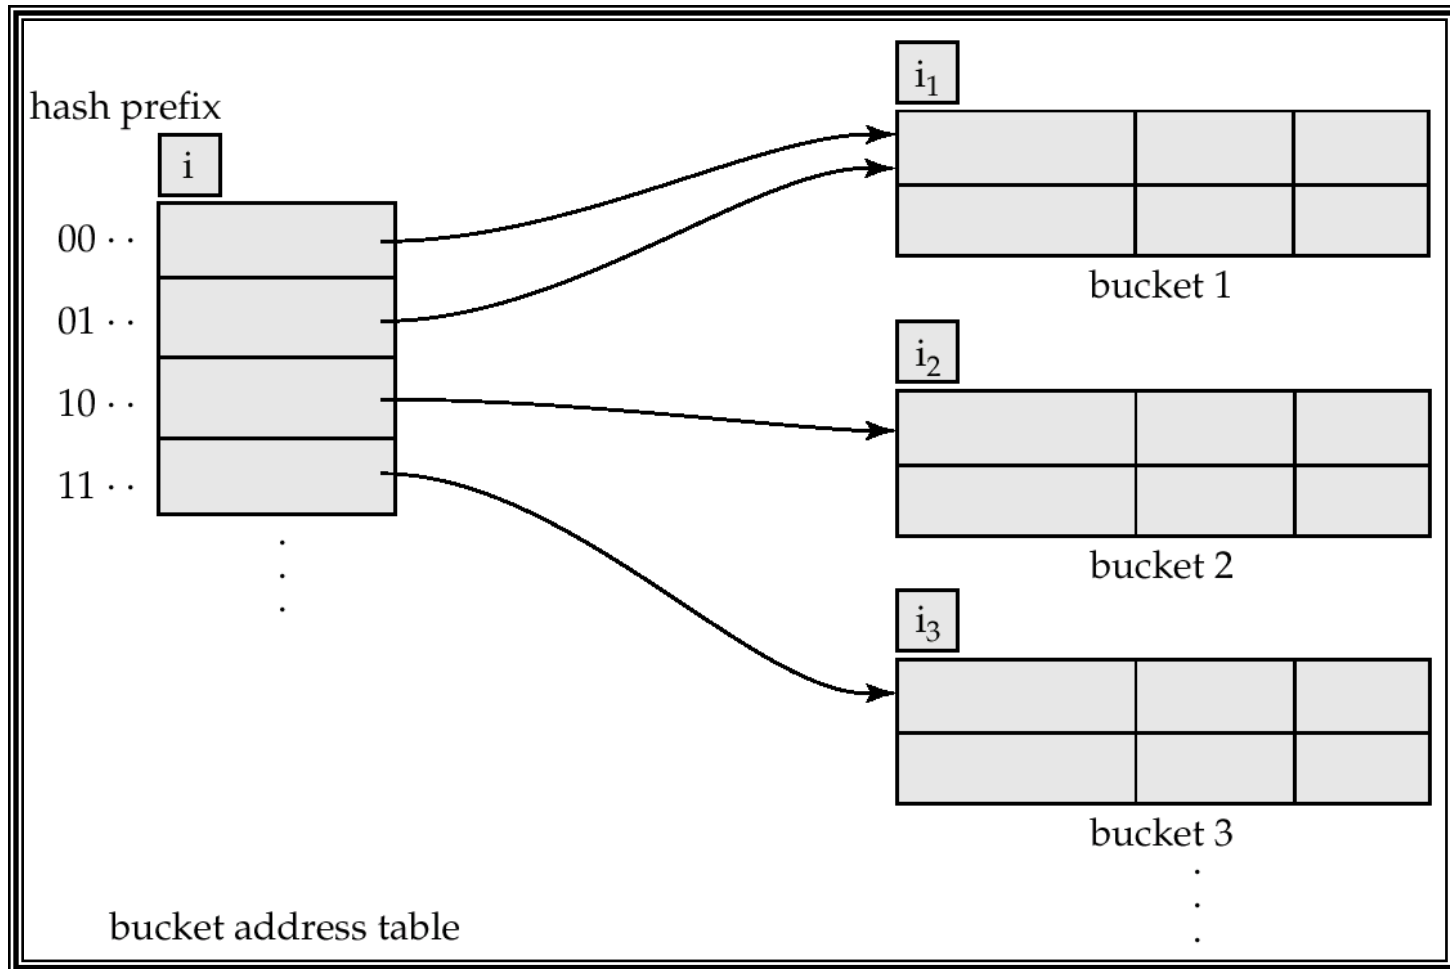 hash prefix
i
00 · ·
01 · ·
10 · ·
11 · ·
·
·
·
bucket address table
i₁
bucket 1
i₂
bucket 2
i₃
bucket 3
·
·
·